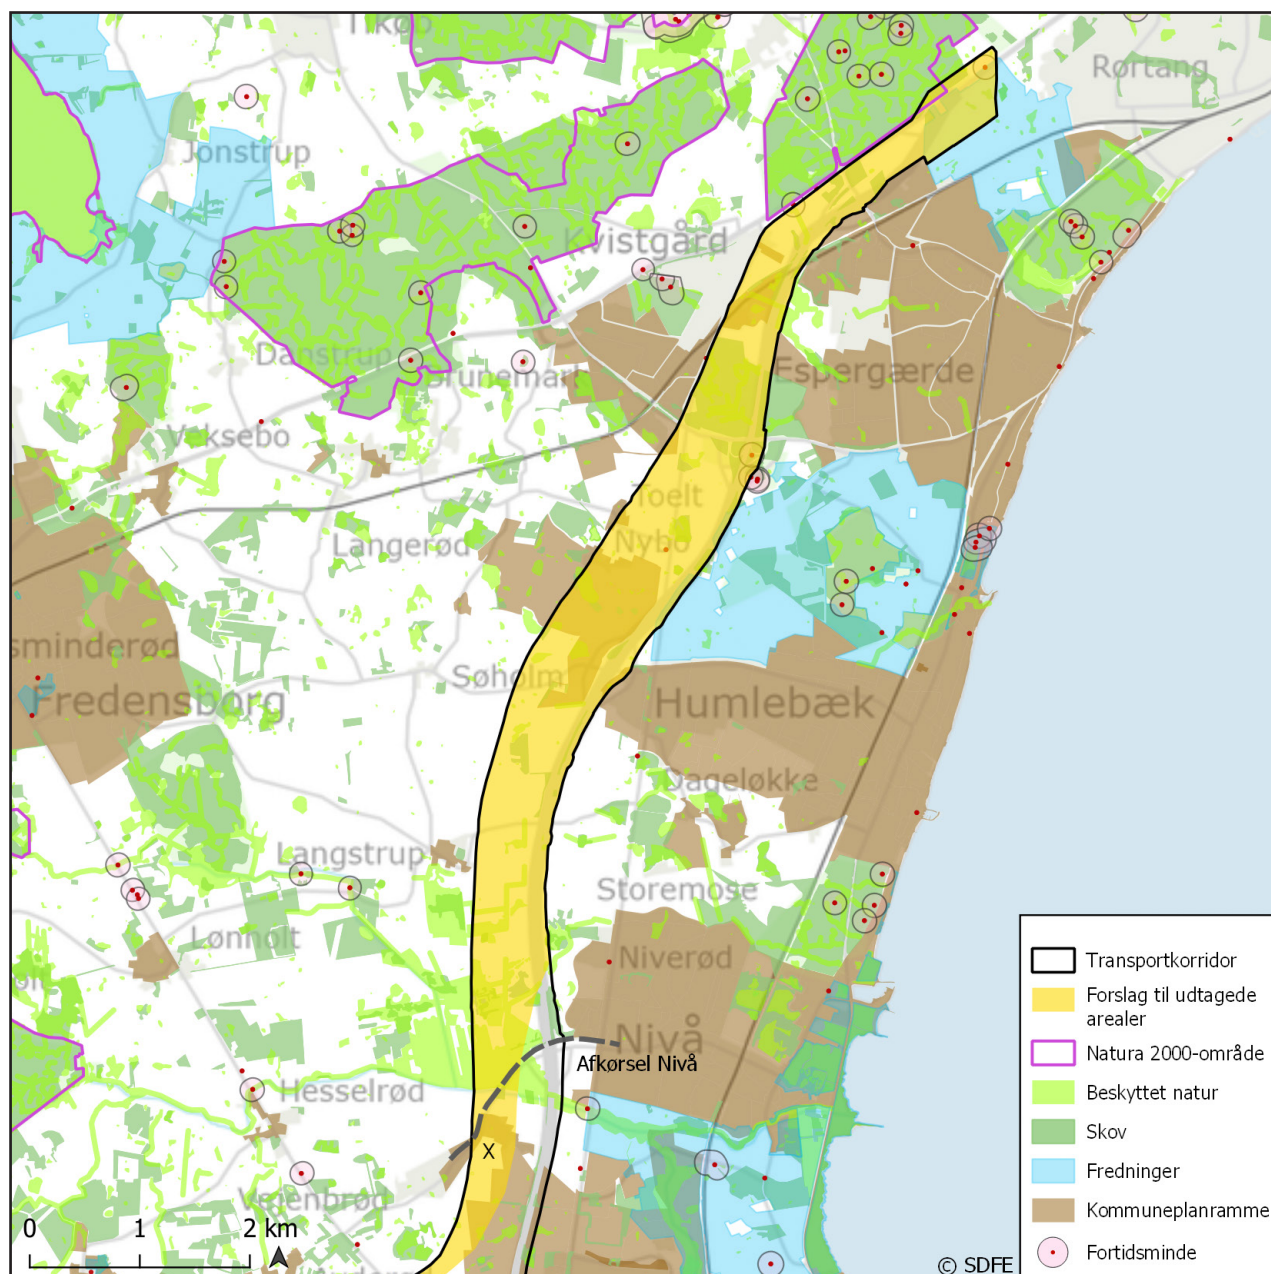 Tikøb
Rørtang
Jonstrup
Kvistgård
Danstrup
Espergærde
Veksebo
Toelt
Langerød
Nybo
sminderød
Søholm
Fredensborg
Humlebæk
Dageløkke
Langstrup
Storemose
Lønholt
Niverød
Nivå
Afkørsel Nivå
Hesselrød
X
Vejenbrød
0 1 2 km
© SDFE
Transportkorridor
Forslag til udtagede
arealer
Natura 2000-område
Beskyttet natur
Skov
Fredninger
Kommuneplanramme
Fortidsminde